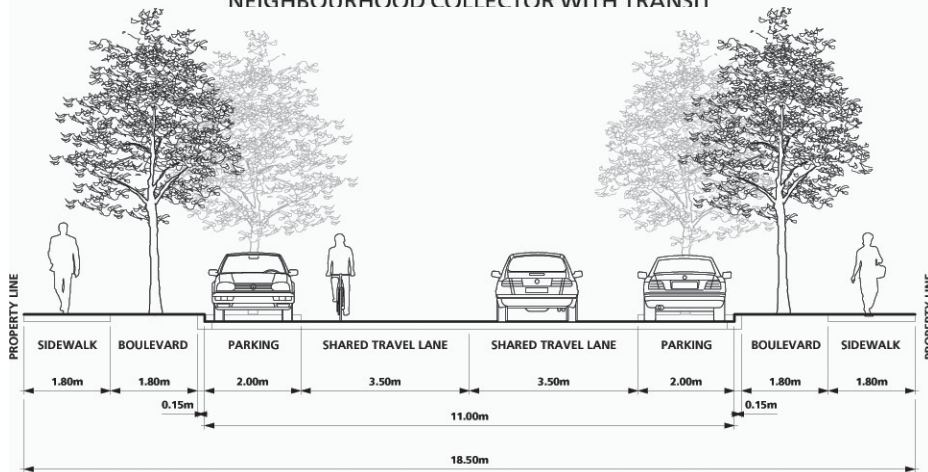 NEIGHBOURHOOD COLLECTOR WITH TRANSIT
PROPERTY LINE
PROPERTY LINE
SIDEWALK BOULEVARD PARKING SHARED TRAVEL LANE SHARED TRAVEL LANE PARKING BOULEVARD SIDEWALK
1.80m 1.80m 2.00m 3.50m 3.50m 2.00m 1.80m 1.80m
0.15m 0.15m
11.00m
18.50m